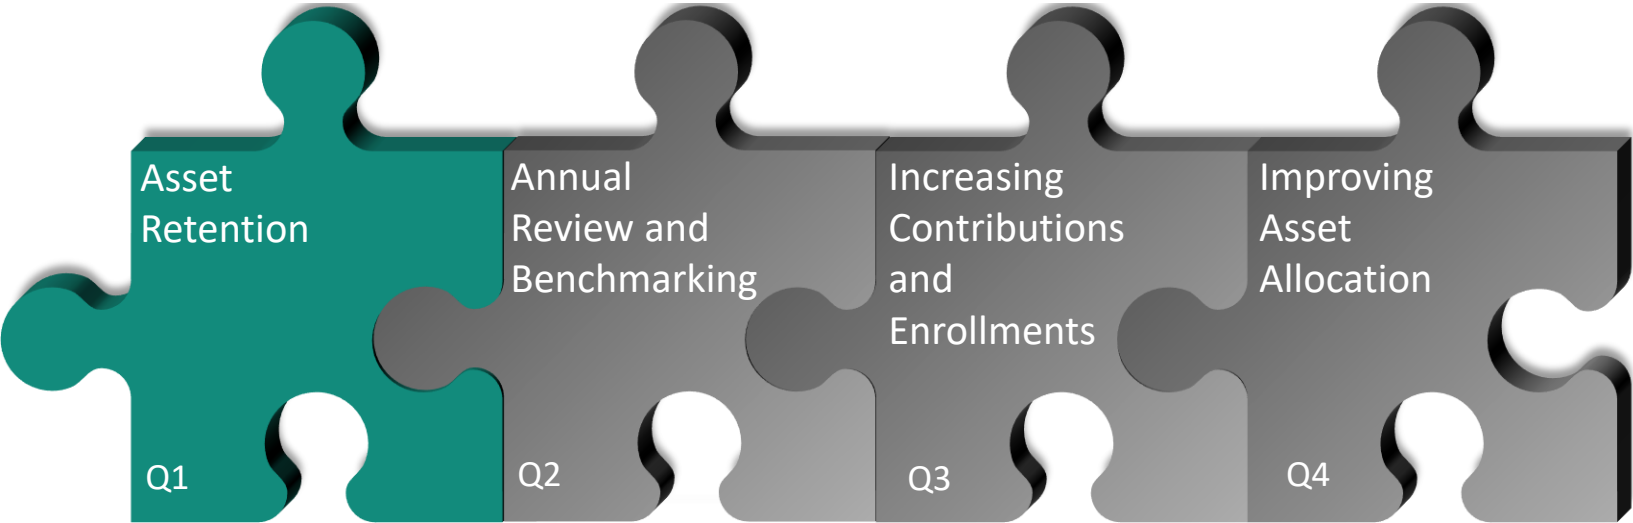 Asset
Retention
Q1
Annual
Review and
Benchmarking
Q2
Increasing
Contributions
and
Enrollments
Q3
Improving
Asset
Allocation
Q4